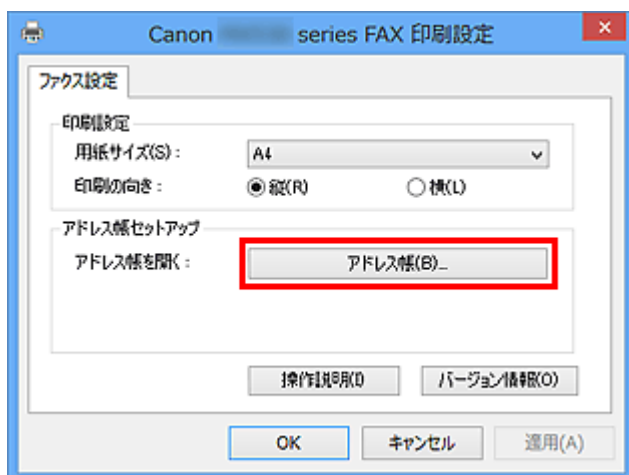 Canon series FAX 印刷設定
ファクス設定
印刷設定
用紙サイズ(S)： A4
印刷の向き： 縦(R) 横(L)
アドレス帳セットアップ
アドレス帳を開く： アドレス帳(B)...
操作説明(I) バージョン情報(O)
OK キャンセル 適用(A)